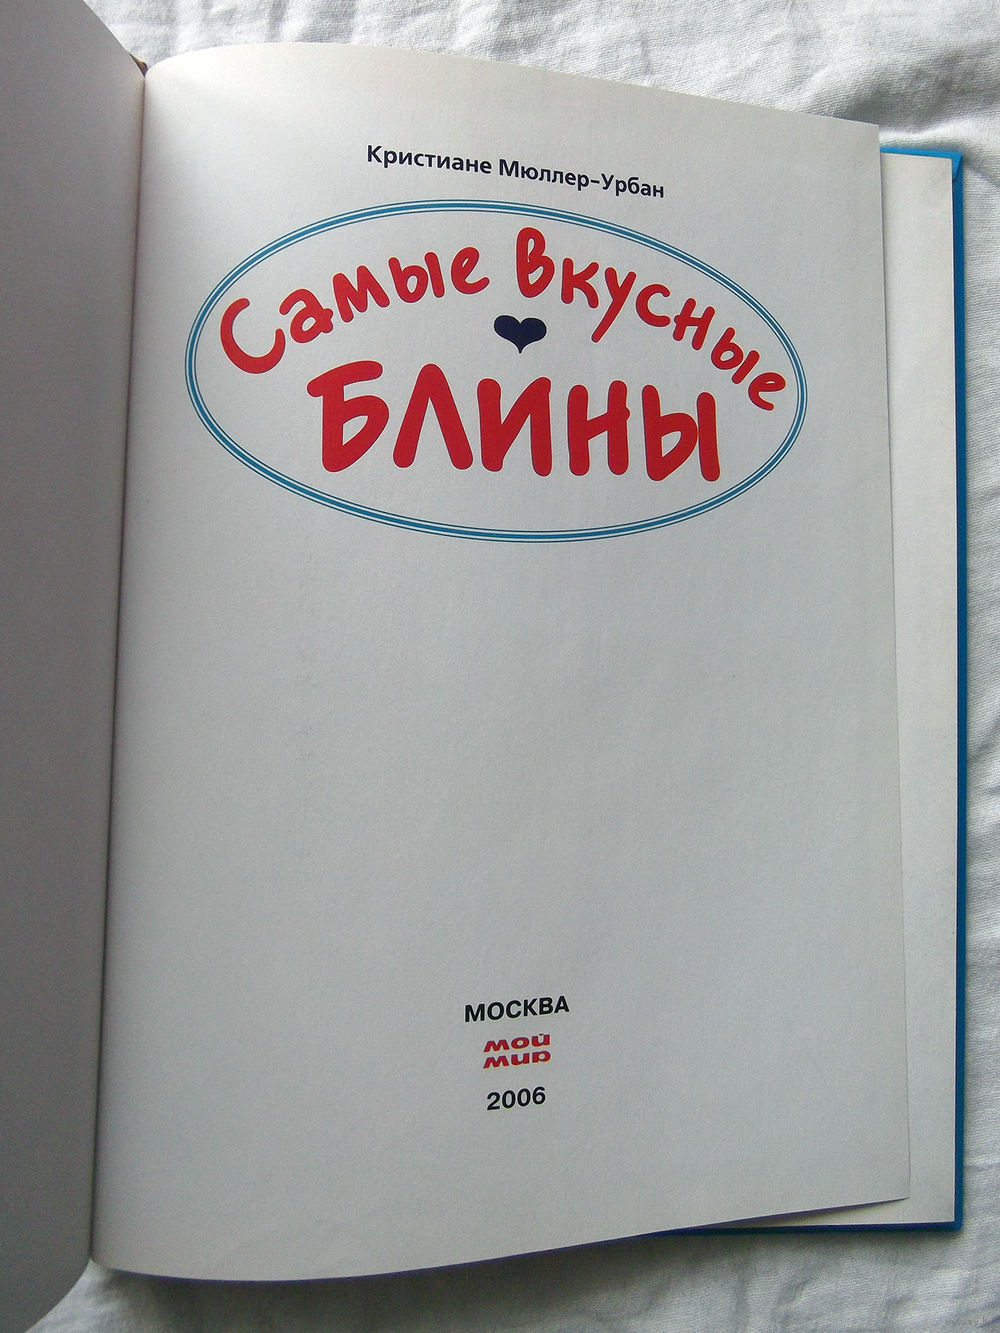 Кристиане Мюллер-Урбан
Самые вкусные
БЛИНЫ
МОСКВА
мой
мир
2006